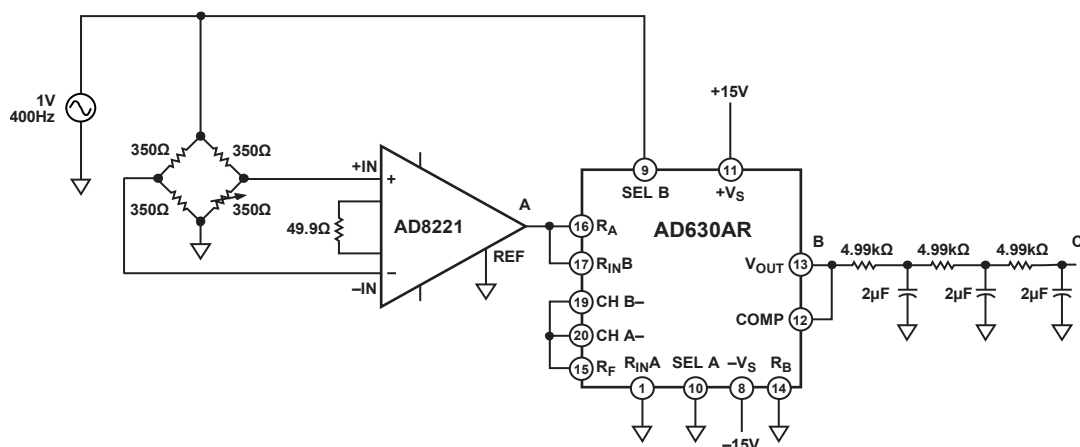 1V
400Hz
350Ω
350Ω
350Ω
350Ω
49.9Ω
+IN
+
–
–IN
AD8221
REF
A
+15V
9
SEL B
11
+VS
AD630AR
16
RA
17
RINB
19
CH B–
20
CH A–
15
RF
RINA
1
SEL A
10
–VS
8
–15V
RB
14
VOUT
13
COMP
12
B
4.99kΩ
4.99kΩ
4.99kΩ
C
2μF
2μF
2μF